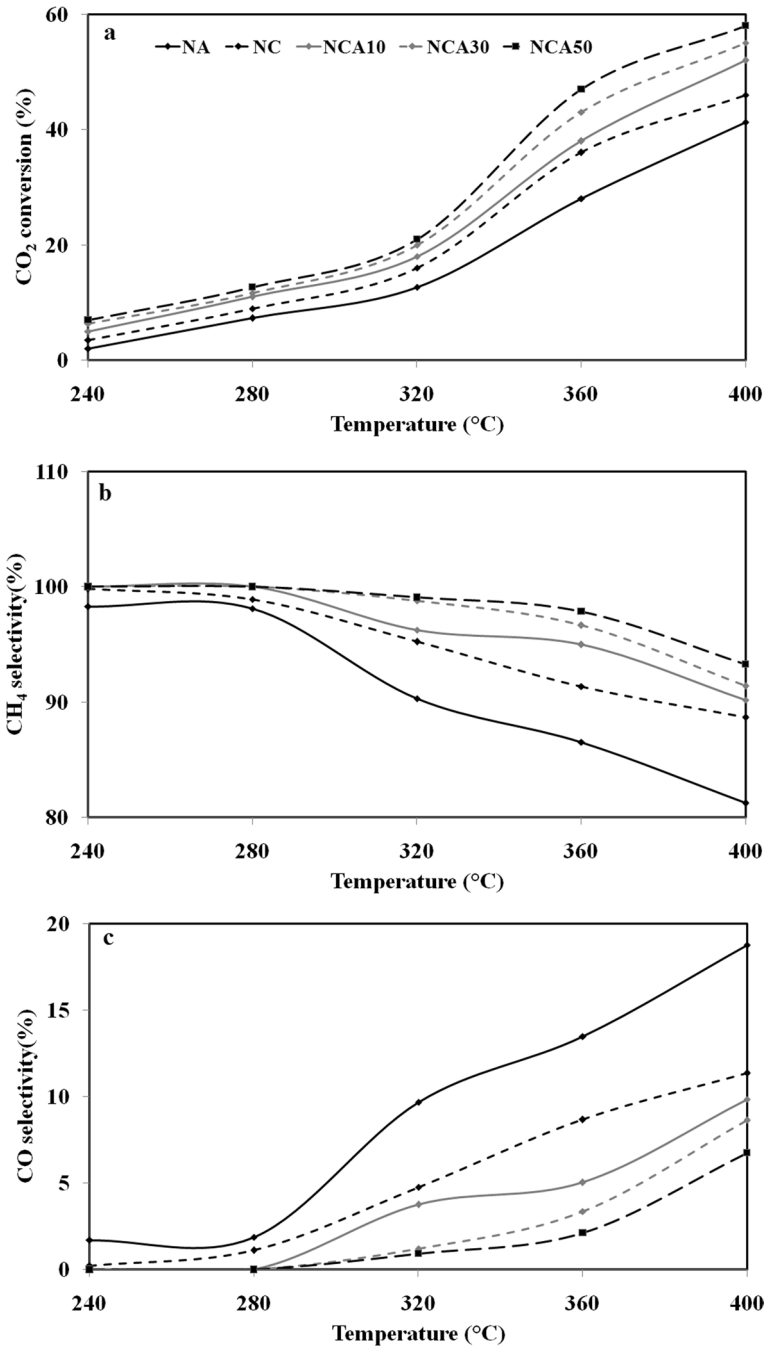 a
NA NC NCA10 NCA30 NCA50
CO2 conversion (%)
60
40
20
0
240 280 320 360 400
Temperature (°C)
b
CH4 selectivity(%)
110
100
90
80
240 280 320 360 400
Temperature (°C)
c
CO selectivity(%)
20
15
10
5
0
240 280 320 360 400
Temperature (°C)